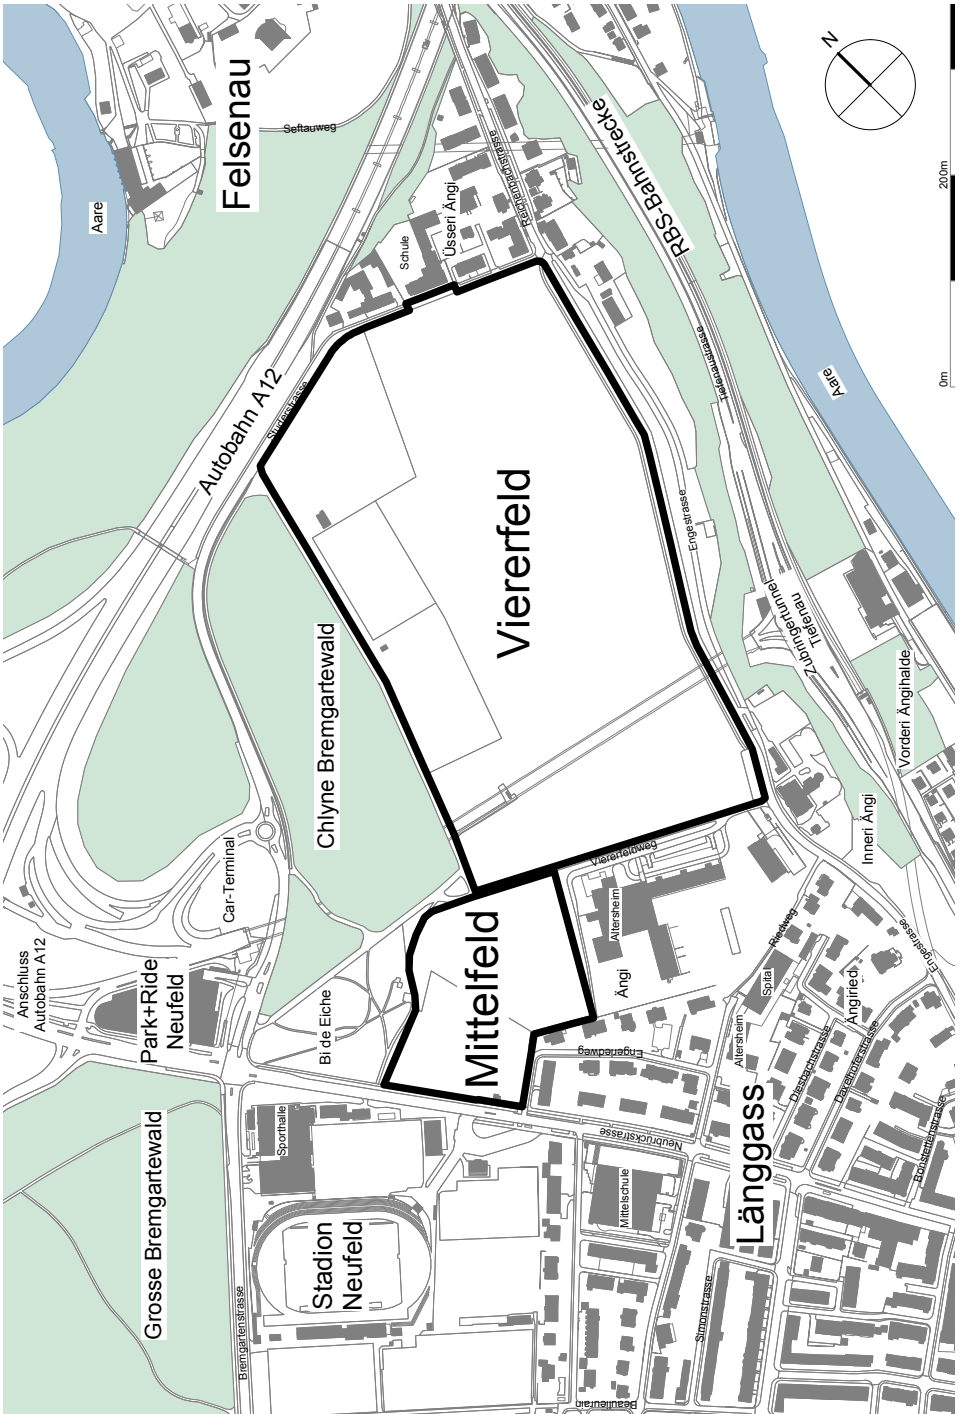 Aare
Felsenau
Seftauweg
N
Reichenbachstrasse
RBS-Bahnstrecke
Schule
Üsseri Ängi
200m
Autobahn A12
Studerstrasse
Tiefenaustrasse
Aare
0m
Viererfeld
Engestrasse
Zubringertunnel
Tiefenau
Chlyne Bremgartewald
Vorderi Ängihalde
Inneri Ängi
Viererfeldweg
Car-Terminal
Altersheim
Mittelfeld
Anschluss
Autobahn A12
Park+Ride
Neufeld
Bi de Eiche
Ängi
Riedweg
Spital
Engestrasse
Ängiried
Engeriedweg
Altersheim
Diesbachstrasse
Daxelhoferstrasse
Neubrückstrasse
Länggass
Bonstettenstrasse
Grosse Bremgartewald
Sporthalle
Mittelschule
Stadion
Neufeld
Bremgartenstrasse
Simonstrasse
Beaulieurain